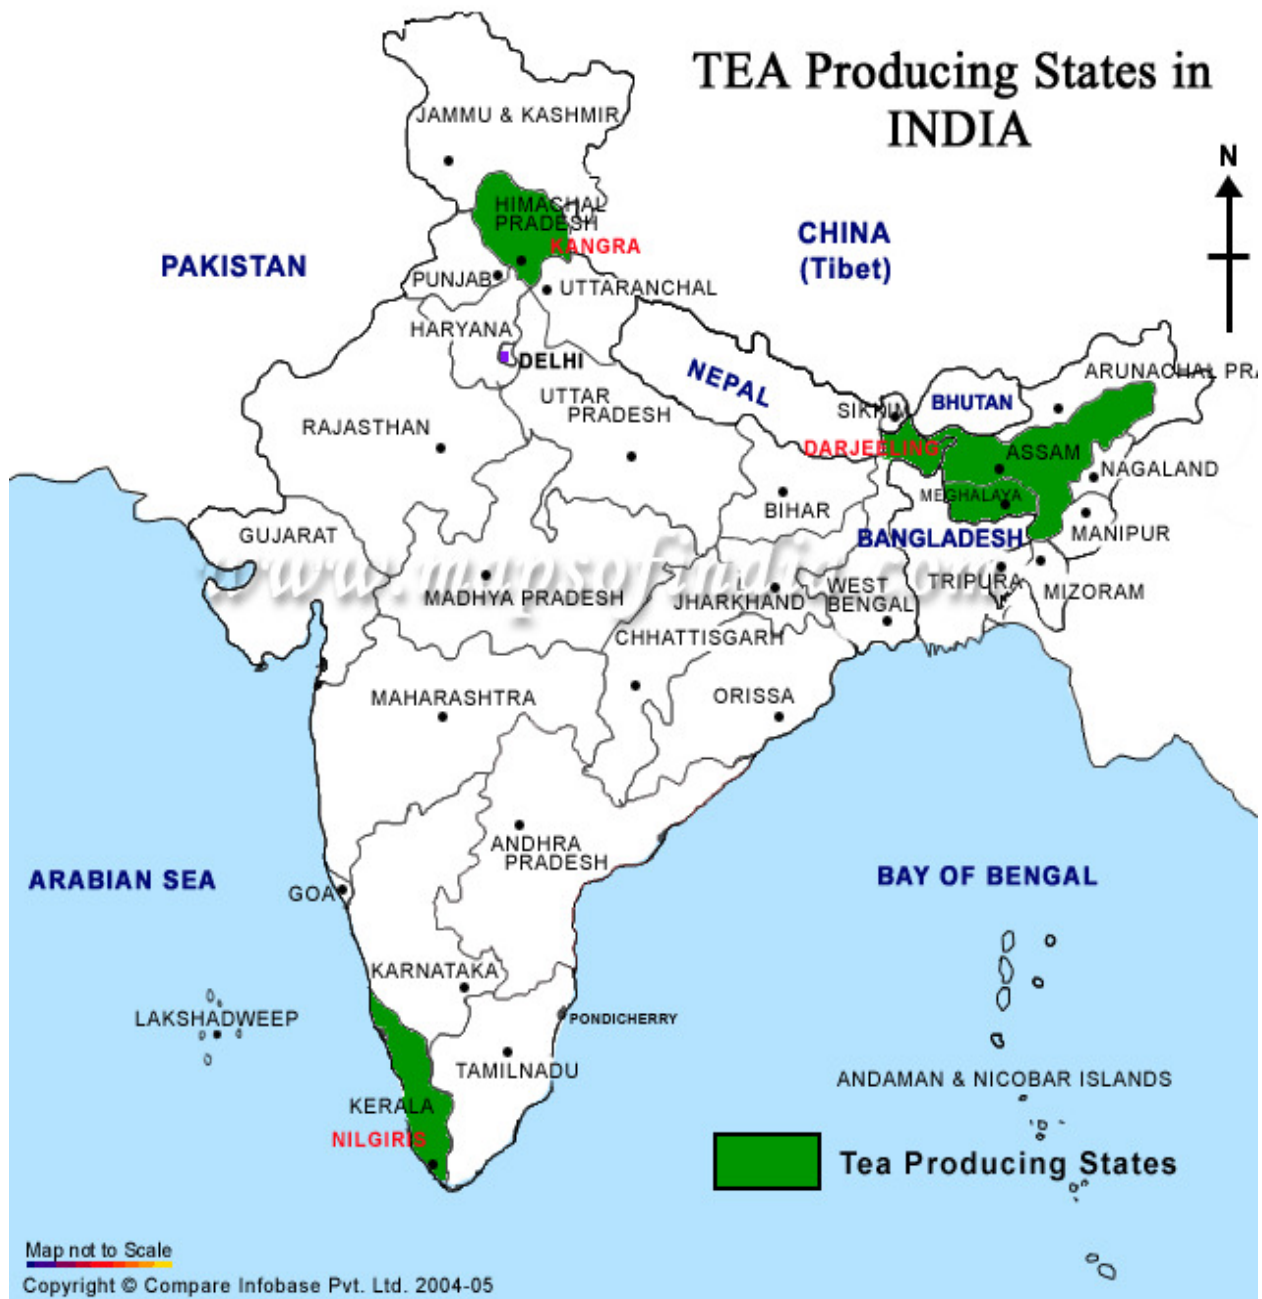 TEA Producing States in
INDIA
N
JAMMU & KASHMIR
HIMACHAL
PRADESH
KANGRA
CHINA
(Tibet)
PAKISTAN
PUNJAB
UTTARANCHAL
HARYANA
DELHI
NEPAL
ARUNACHAL PRA
UTTAR
PRADESH
SIKKIM
BHUTAN
RAJASTHAN
DARJEELING
ASSAM
NAGALAND
MEGHALAYA
BIHAR
GUJARAT
BANGLADESH
MANIPUR
www.mapsofindia.com
MADHYA PRADESH
JHARKHAND
WEST
BENGAL
TRIPURA
MIZORAM
CHHATTISGARH
MAHARASHTRA
ORISSA
ANDHRA
PRADESH
ARABIAN SEA
BAY OF BENGAL
GOA
KARNATAKA
LAKSHADWEEP
PONDICHERRY
TAMILNADU
ANDAMAN & NICOBAR ISLANDS
KERALA
NILGIRIS
Tea Producing States
Map not to Scale
Copyright © Compare Infobase Pvt. Ltd. 2004-05